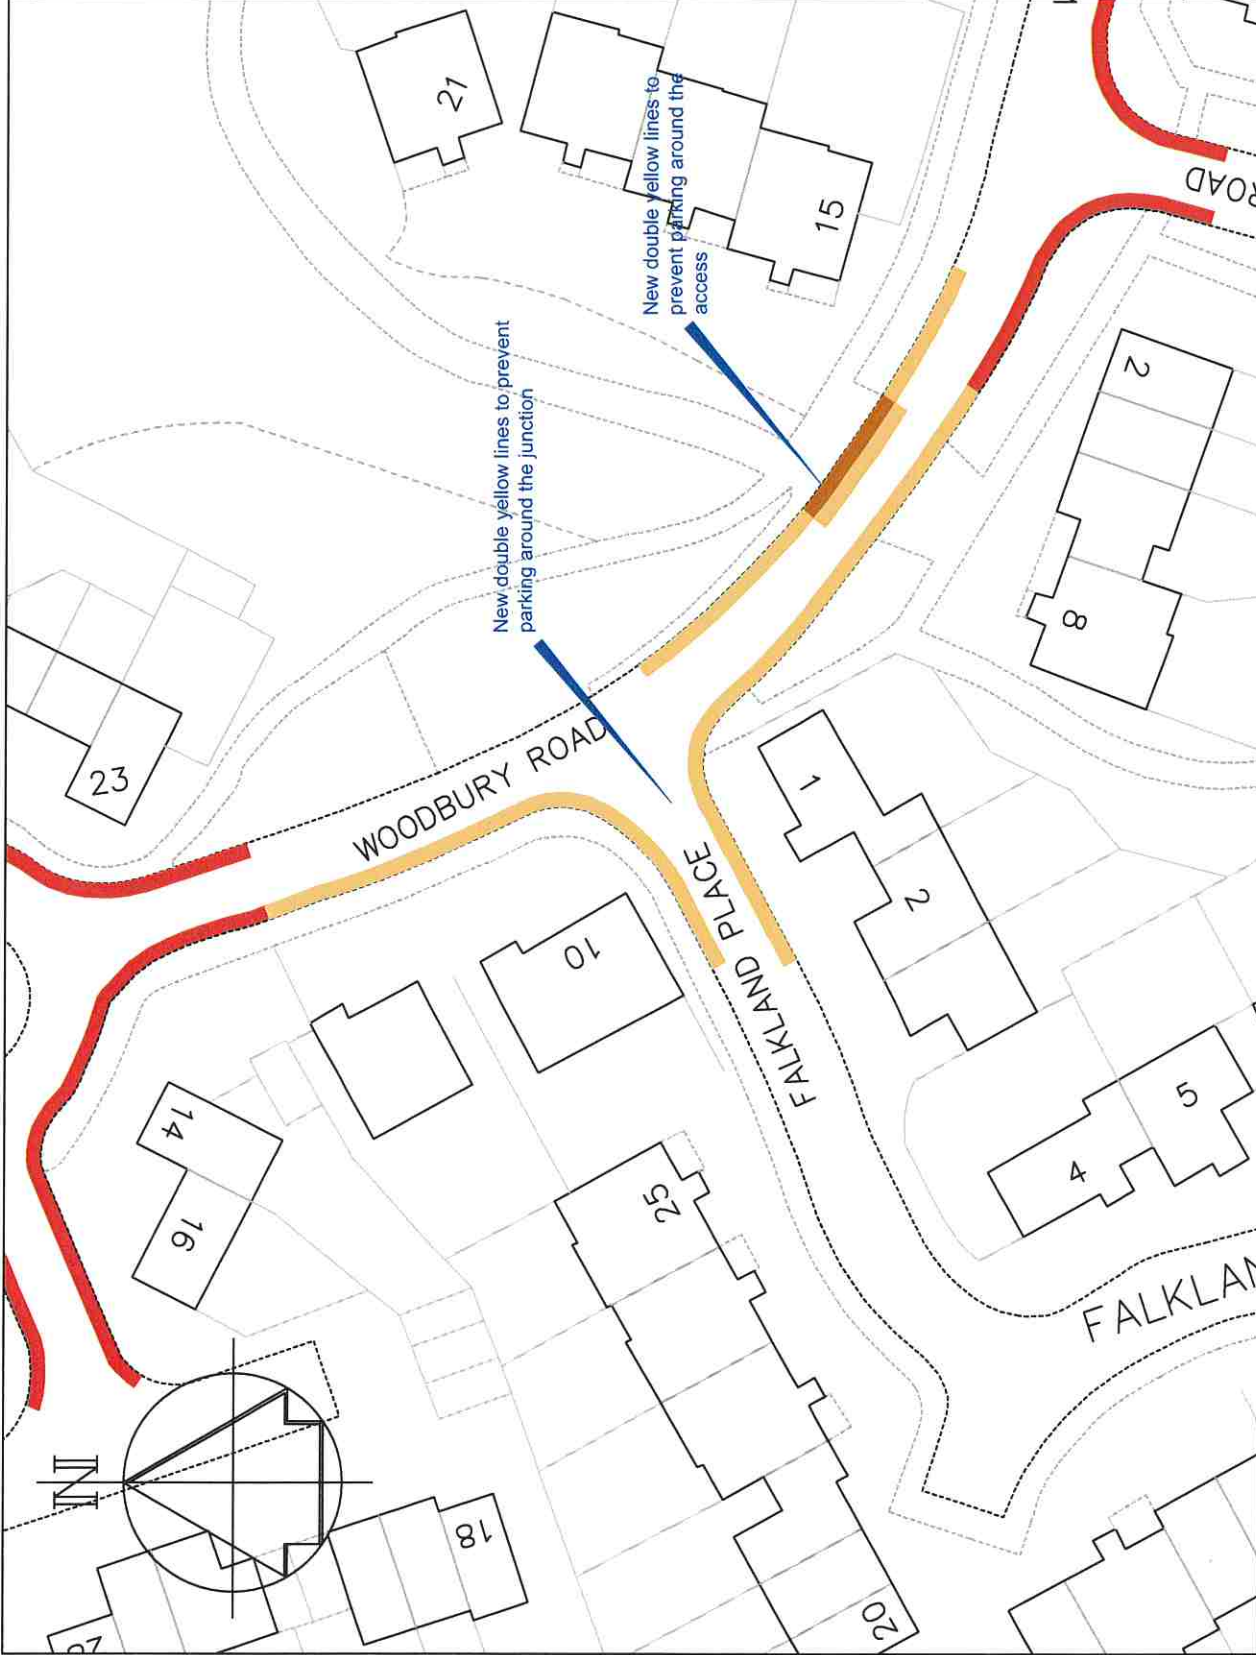 21
New double yellow lines to
prevent parking around the
access
15
ROAD
New double yellow lines to prevent
parking around the junction
2
8
23
WOODBURY ROAD
1
2
10
FALKLAND PLACE
14
16
25
4
5
FALKLAN
N
18
20